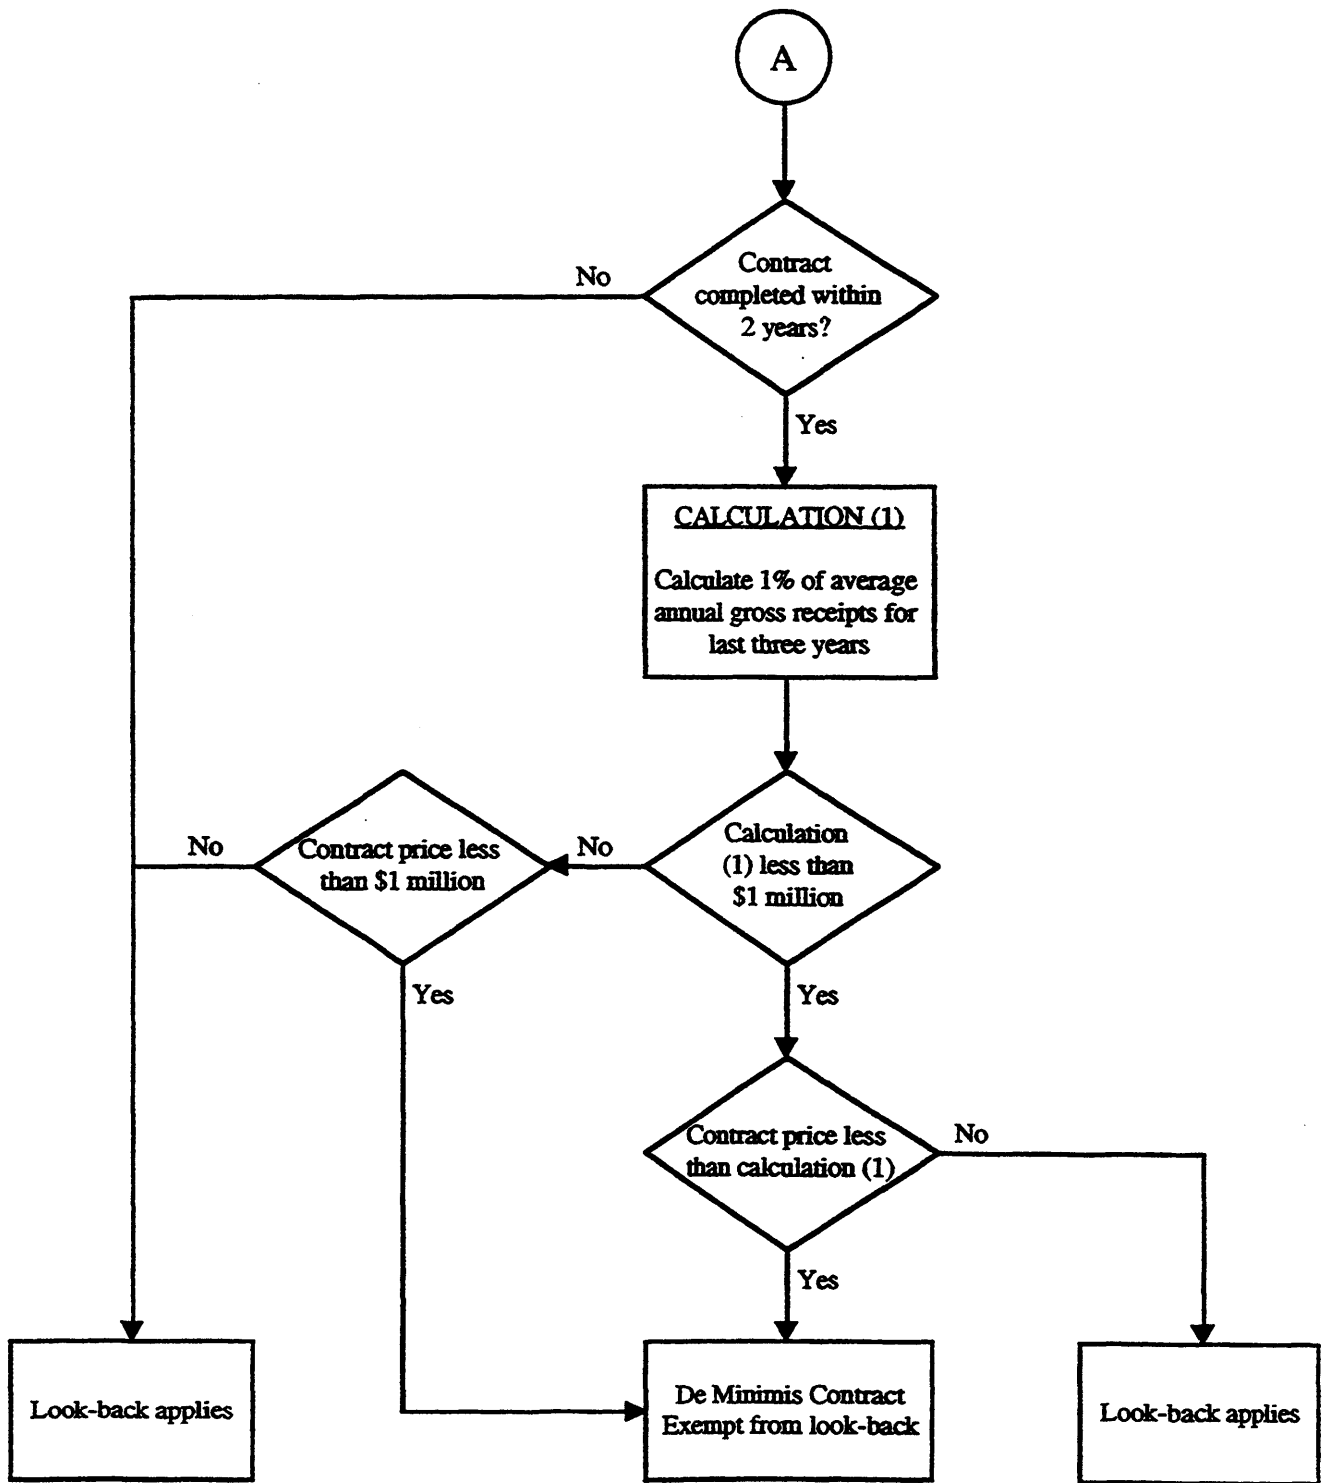 A
Contract
completed within
2 years?
No
Yes
CALCULATION (1)
Calculate 1% of average
annual gross receipts for
last three years
Calculation
(1) less than
$1 million
No
Contract price less
than $1 million
No
Yes
Yes
Contract price less
than calculation (1)
No
Yes
Look-back applies
De Minimis Contract
Exempt from look-back
Look-back applies